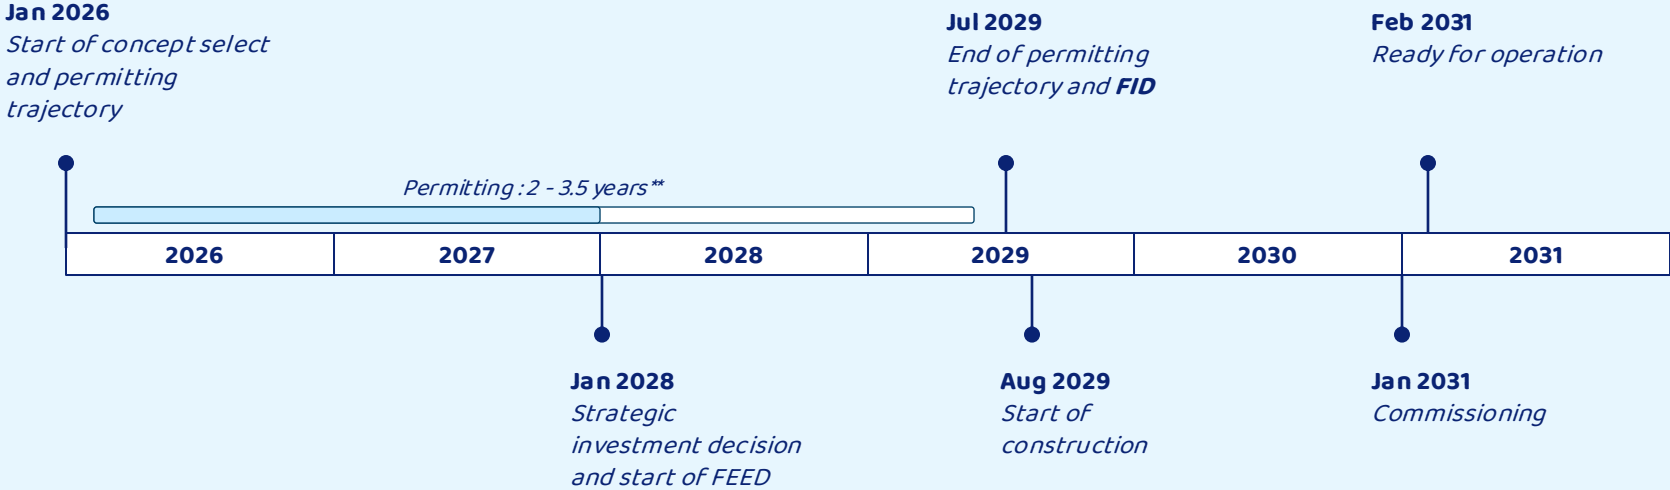 Jan 2026
Start of concept select
and permitting
trajectory
Jul 2029
End of permitting
trajectory and FID
Feb 2031
Ready for operation
Permitting : 2 - 3.5 years**
2026
2027
2028
2029
2030
2031
Jan 2028
Strategic
investment decision
and start of FEED
Aug 2029
Start of
construction
Jan 2031
Commissioning